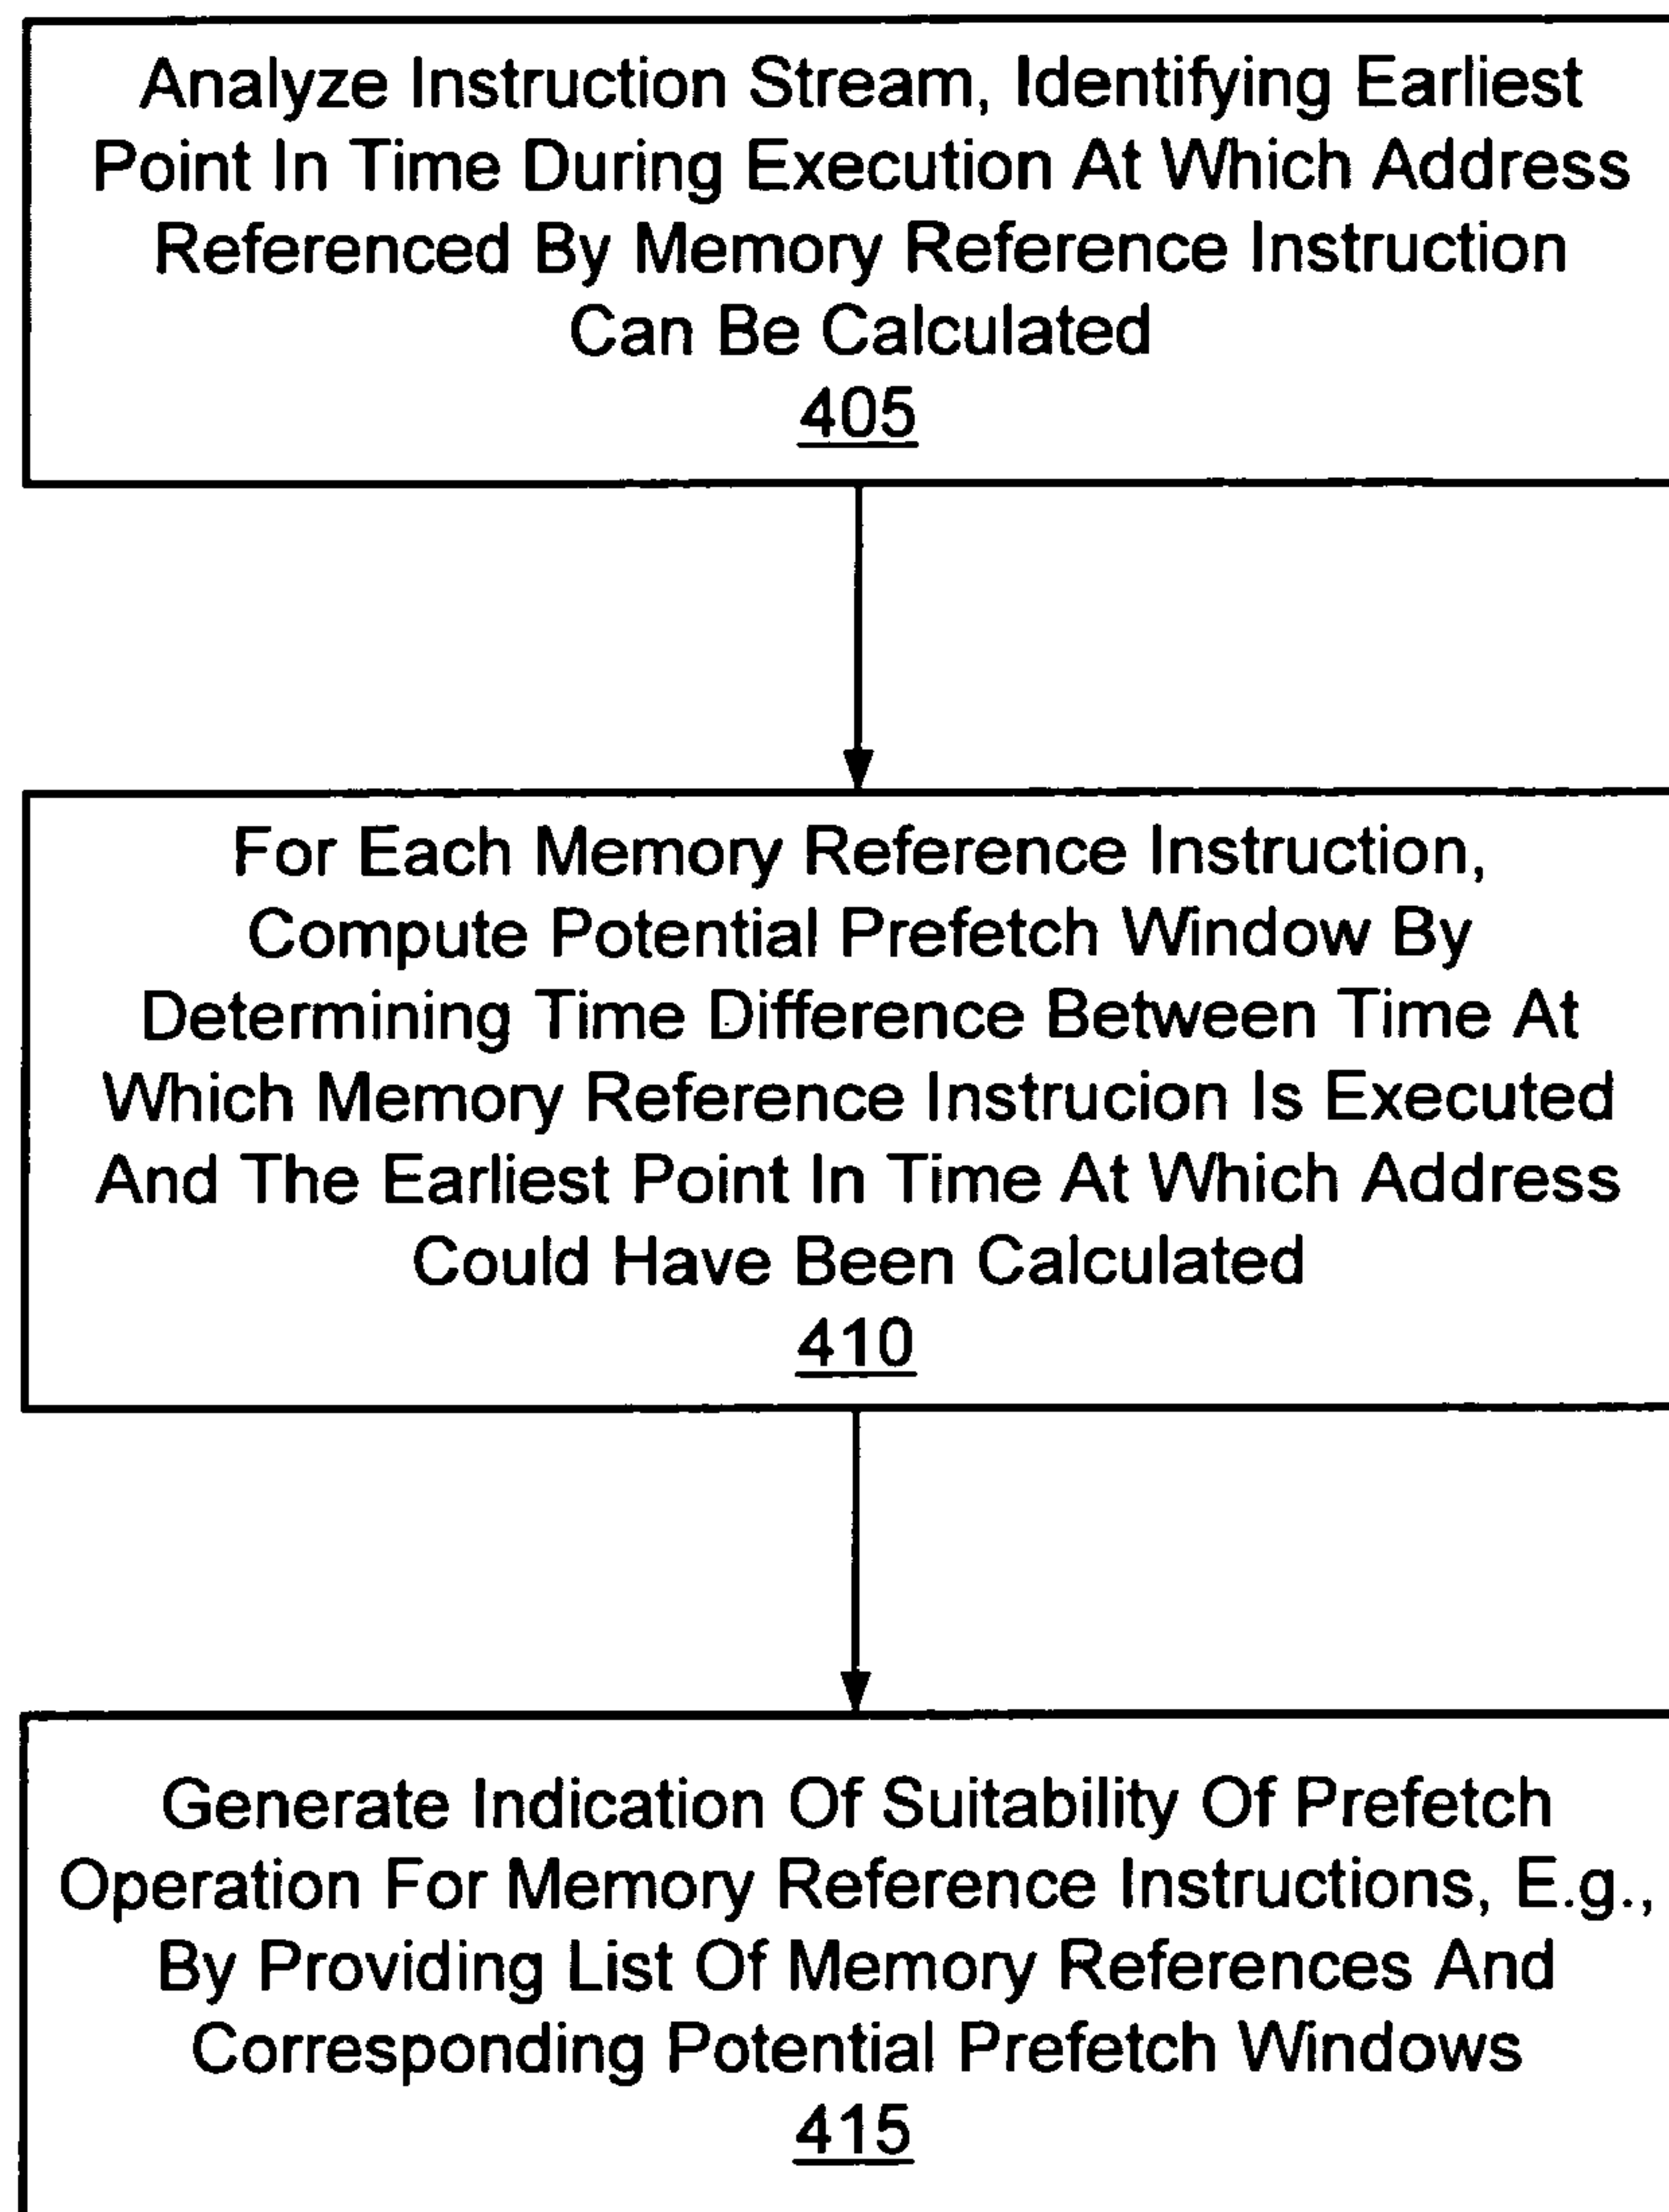 Analyze Instruction Stream, Identifying Earliest
Point In Time During Execution At Which Address
Referenced By Memory Reference Instruction
Can Be Calculated
405
For Each Memory Reference Instruction,
Compute Potential Prefetch Window By
Determining Time Difference Between Time At
Which Memory Reference Instrucion Is Executed
And The Earliest Point In Time At Which Address
Could Have Been Calculated
410
Generate Indication Of Suitability Of Prefetch
Operation For Memory Reference Instructions, E.g.,
By Providing List Of Memory References And
Corresponding Potential Prefetch Windows
415